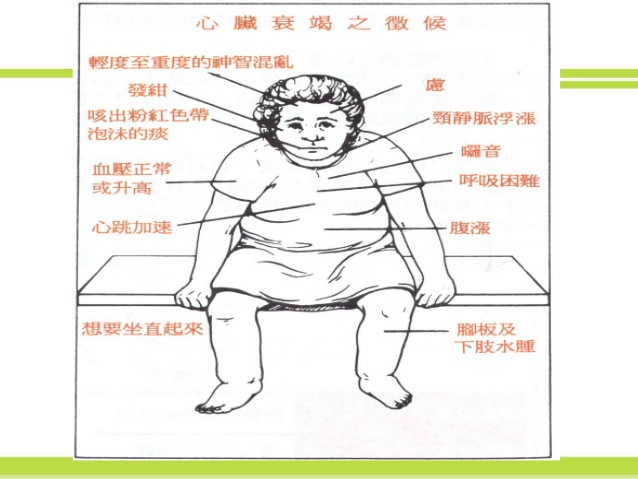 心臟衰竭之徵候
輕度至重度的神智混亂
發紺
咳出粉紅色帶
泡沫的痰
血壓正常
或升高
心跳加速
想要坐直起來
慮
頸靜脈浮漲
囉音
呼吸困難
腹漲
腳板及
下肢水腫